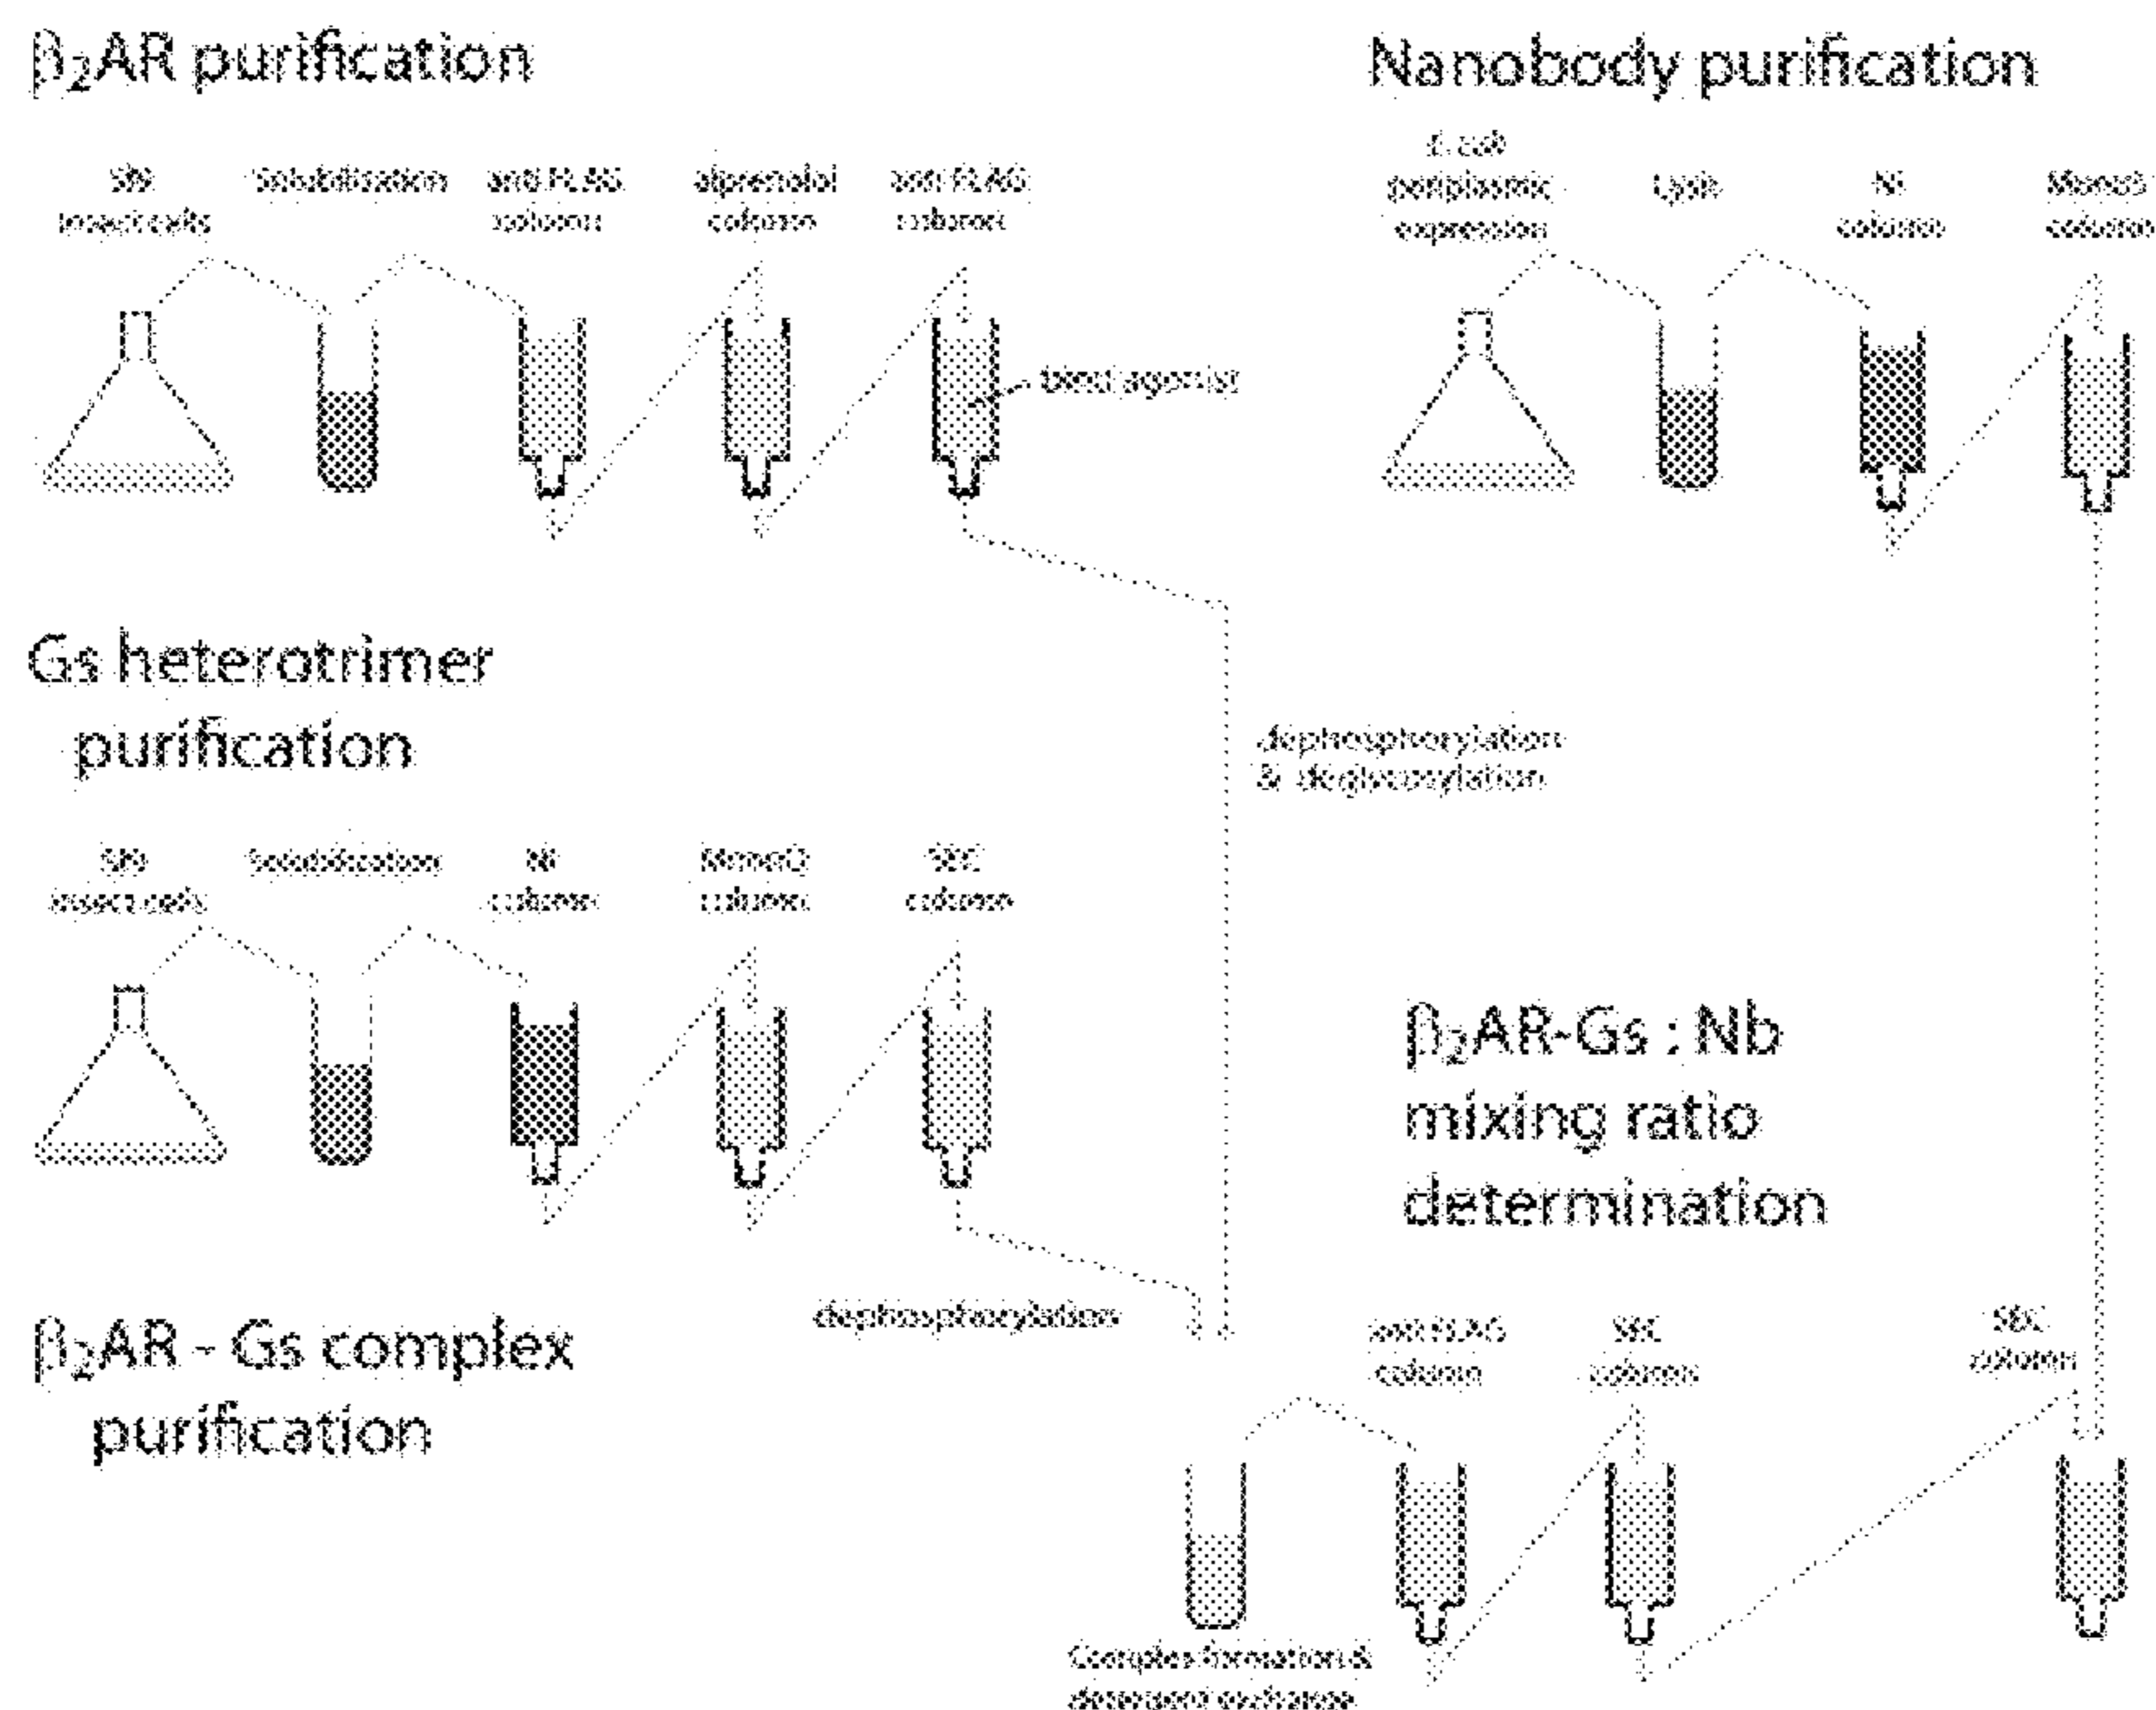 β₂AR purification
Sf9
insect cells
Solubilization
anti FLAG
column
alprenolol
column
anti FLAG
column
bind agonist
Nanobody purification
E. coli
periplasmic
expression
Lysis
Ni
column
MonoS
column
Gs heterotrimer
purification
dephosphorylation
& deglycosylation
Sf9
insect cells
Solubilization
Ni
column
MonoQ
column
SEC
column
dephosphorylation
β₂AR-Gs : Nb
mixing ratio
determination
β₂AR - Gs complex
purification
anti FLAG
column
SEC
column
SEC
column
Complex formation &
detergent exchange